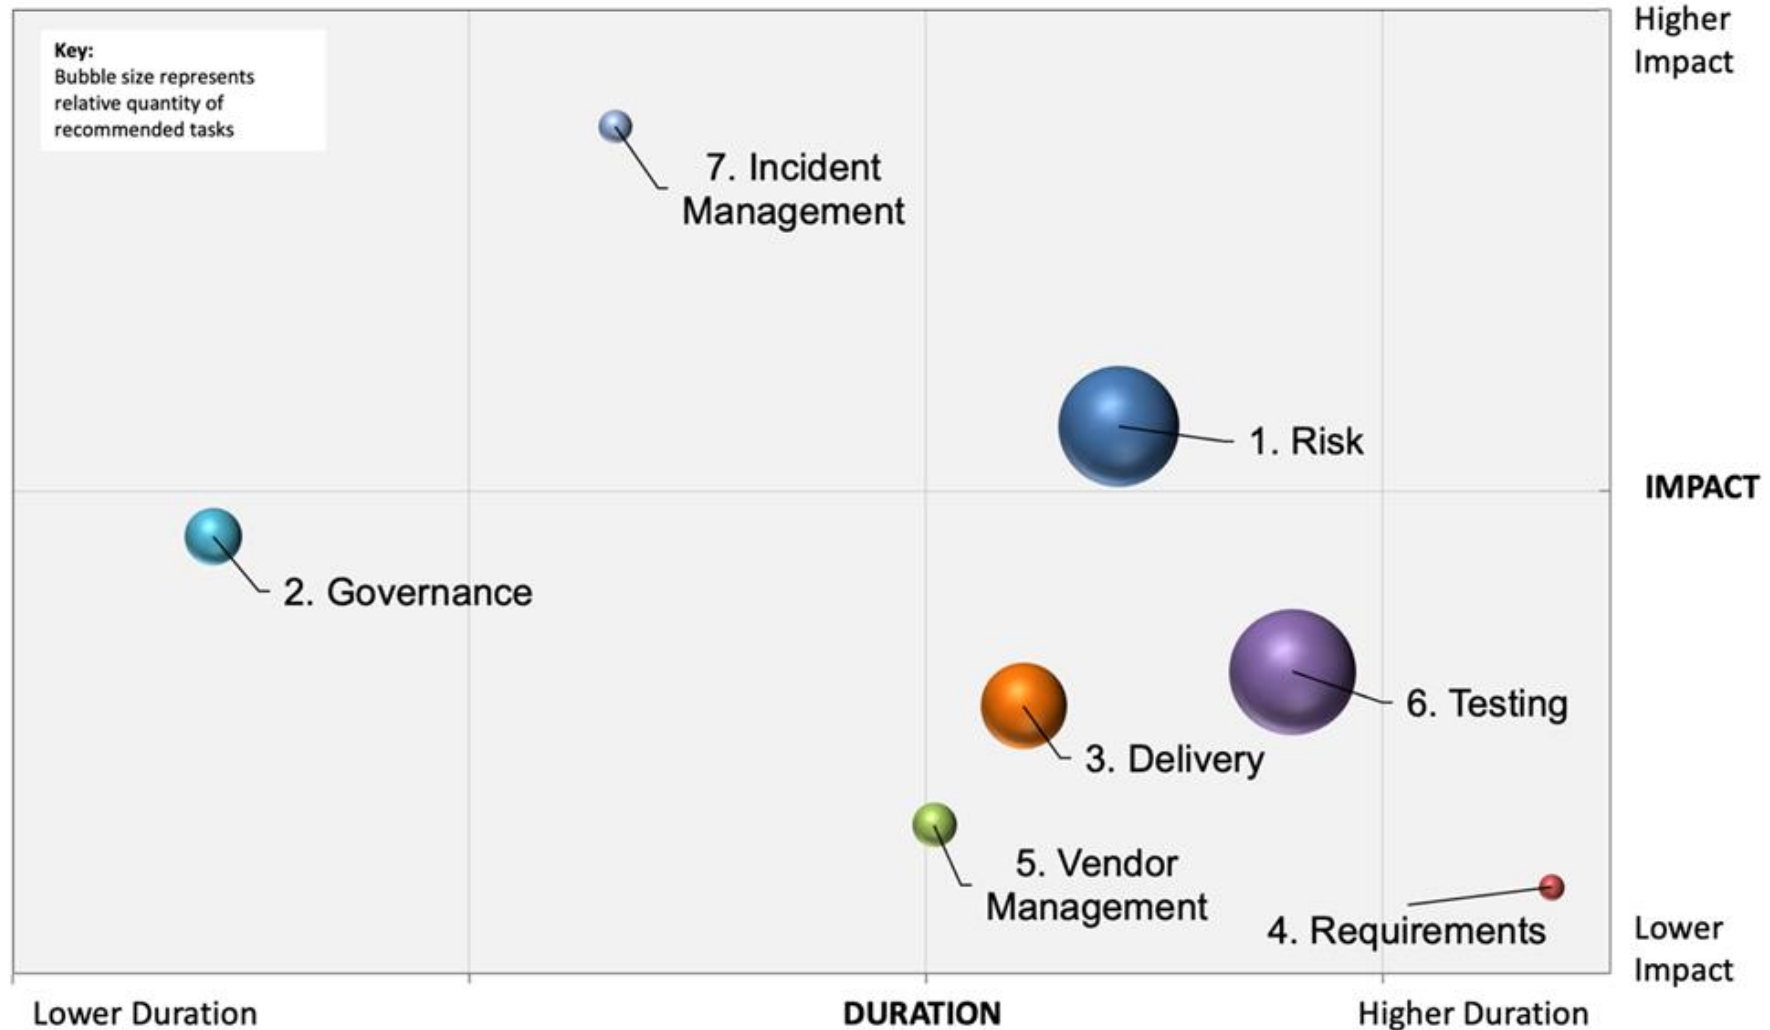 Key:
Bubble size represents
relative quantity of
recommended tasks
Higher
Impact
7. Incident
Management
1. Risk
IMPACT
2. Governance
6. Testing
3. Delivery
5. Vendor
Management
4. Requirements
Lower
Impact
Lower Duration
DURATION
Higher Duration